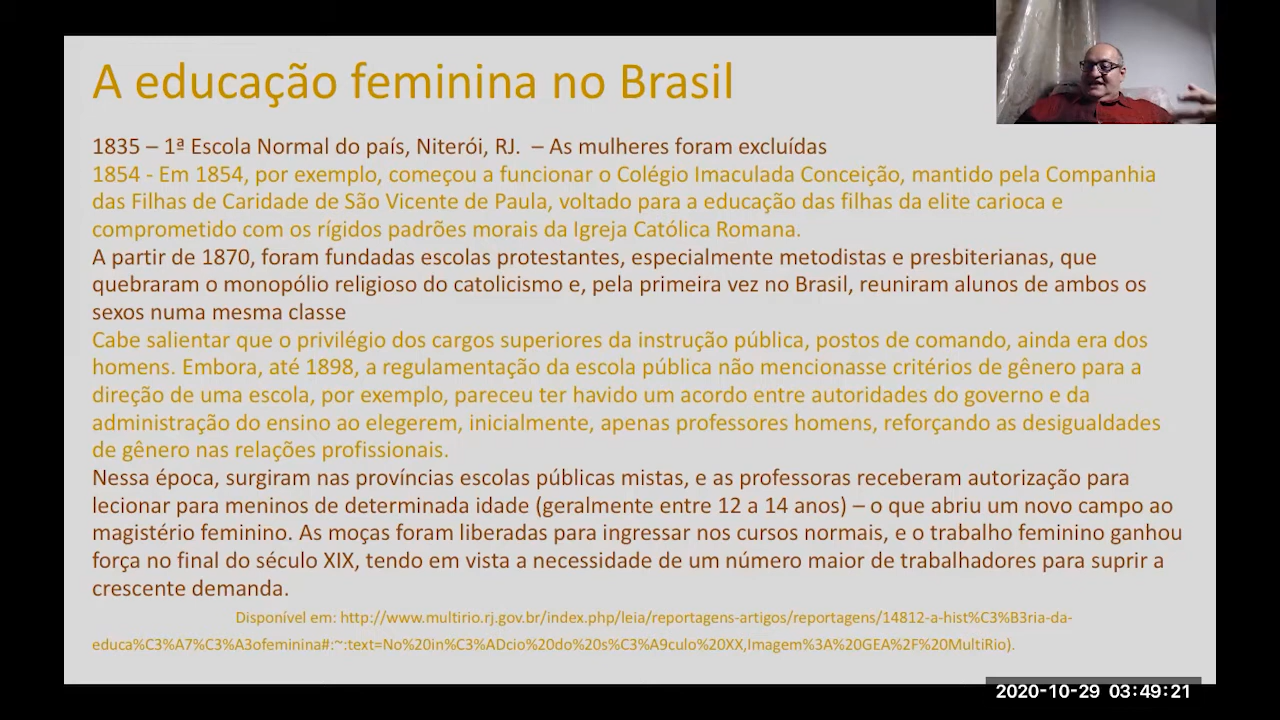 A educação feminina no Brasil
1835 – 1ª Escola Normal do país, Niterói, RJ. – As mulheres foram excluídas
1854 - Em 1854, por exemplo, começou a funcionar o Colégio Imaculada Conceição, mantido pela Companhia
das Filhas de Caridade de São Vicente de Paula, voltado para a educação das filhas da elite carioca e
comprometido com os rígidos padrões morais da Igreja Católica Romana.
A partir de 1870, foram fundadas escolas protestantes, especialmente metodistas e presbiterianas, que
quebraram o monopólio religioso do catolicismo e, pela primeira vez no Brasil, reuniram alunos de ambos os
sexos numa mesma classe
Cabe salientar que o privilégio dos cargos superiores da instrução pública, postos de comando, ainda era dos
homens. Embora, até 1898, a regulamentação da escola pública não mencionasse critérios de gênero para a
direção de uma escola, por exemplo, pareceu ter havido um acordo entre autoridades do governo e da
administração do ensino ao elegerem, inicialmente, apenas professores homens, reforçando as desigualdades
de gênero nas relações profissionais.
Nessa época, surgiram nas províncias escolas públicas mistas, e as professoras receberam autorização para
lecionar para meninos de determinada idade (geralmente entre 12 a 14 anos) – o que abriu um novo campo ao
magistério feminino. As moças foram liberadas para ingressar nos cursos normais, e o trabalho feminino ganhou
força no final do século XIX, tendo em vista a necessidade de um número maior de trabalhadores para suprir a
crescente demanda.
Disponível em: http://www.multirio.rj.gov.br/index.php/leia/reportagens-artigos/reportagens/14812-a-hist%C3%B3ria-da-
educa%C3%A7%C3%A3ofeminina#:~:text=No%20in%C3%ADcio%20do%20s%C3%A9culo%20XX,Imagem%3A%20GEA%2F%20MultiRio).
2020-10-29 03:49:21